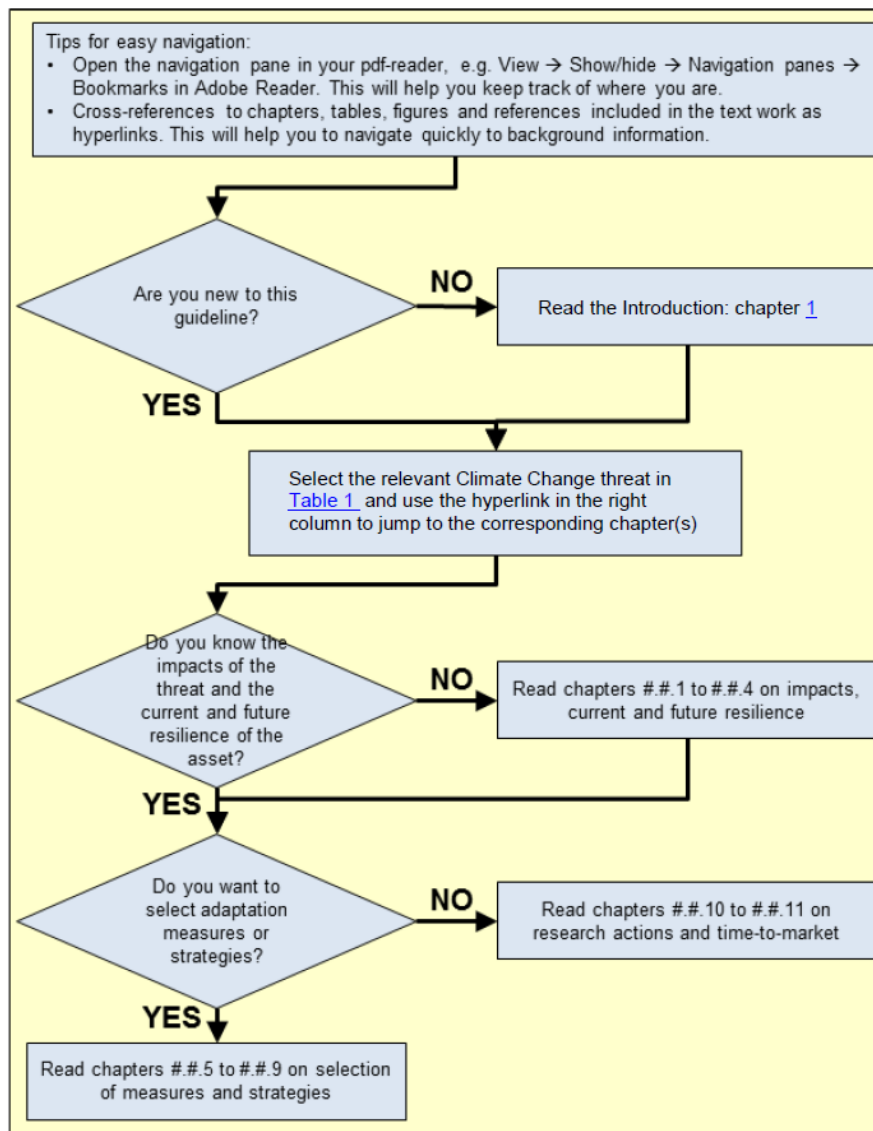 Tips for easy navigation:
• Open the navigation pane in your pdf-reader, e.g. View → Show/hide → Navigation panes →
Bookmarks in Adobe Reader. This will help you keep track of where you are.
• Cross-references to chapters, tables, figures and references included in the text work as
hyperlinks. This will help you to navigate quickly to background information.
Are you new to this
guideline?
NO
Read the Introduction: chapter 1
YES
Select the relevant Climate Change threat in
Table 1 and use the hyperlink in the right
column to jump to the corresponding chapter(s)
Do you know the
impacts of the
threat and the
current and future
resilience of the
asset?
NO
Read chapters #.#.1 to #.#.4 on impacts,
current and future resilience
YES
Do you want to
select adaptation
measures or
strategies?
NO
Read chapters #.#.10 to #.#.11 on
research actions and time-to-market
YES
Read chapters #.#.5 to #.#.9 on selection
of measures and strategies